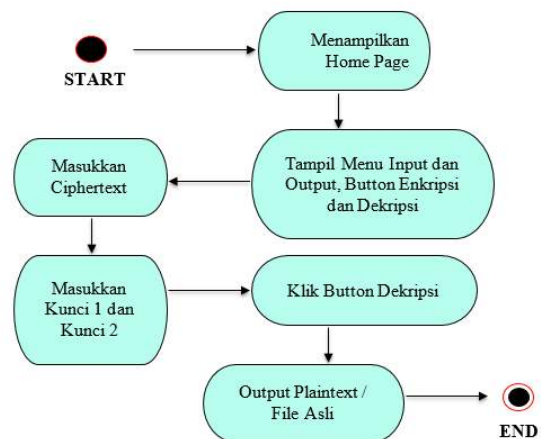 START
Menampilkan
Home Page
Tampil Menu Input dan
Output, Button Enkripsi
dan Dekripsi
Masukkan
Ciphertext
Masukkan
Kunci 1 dan
Kunci 2
Klik Button Dekripsi
Output Plaintext /
File Asli
END